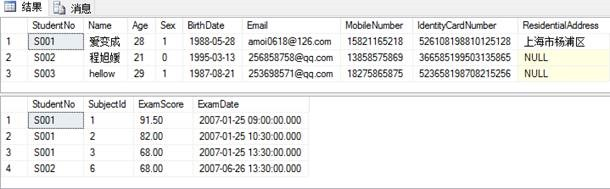 结果 消息
StudentNo Name Age Sex BirthDate Email MobileNumber IdentityCardNumber ResidentialAddress
1 S001 爱变成 28 1 1988-05-28 amoi0618@126.com 15821165218 526108198810125128 上海市杨浦区
2 S002 程旭媛 21 0 1995-03-13 256858758@qq.com 13858575869 366585199503135865 NULL
3 S003 hellow 29 1 1987-08-21 253698571@qq.com 18275865875 523658198708215256 NULL
StudentNo SubjectId ExamScore ExamDate
1 S001 1 91.50 2007-01-25 09:00:00.000
2 S001 2 82.00 2007-01-25 10:30:00.000
3 S001 3 68.00 2007-01-25 13:30:00.000
4 S002 6 68.00 2007-06-26 13:30:00.000